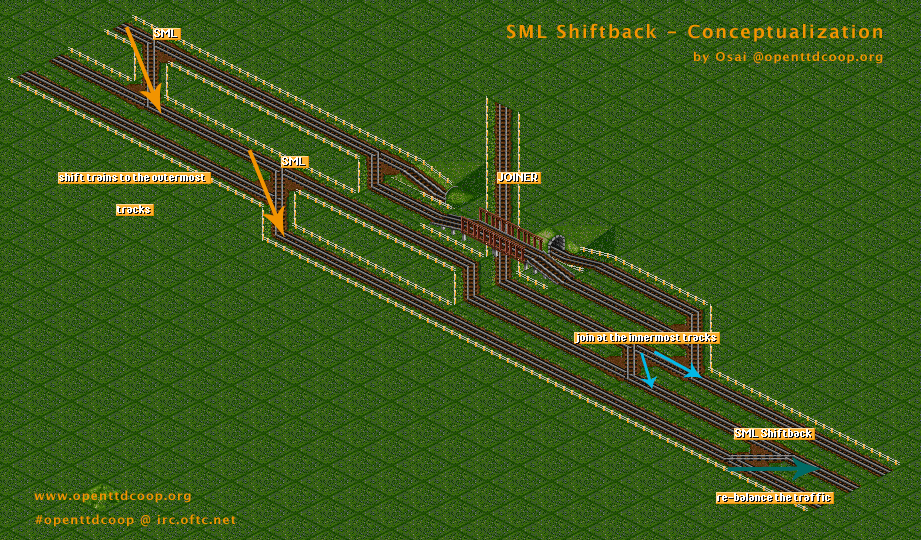 SML Shiftback - Conceptualization
by Osai @openttdcoop.org
SML
SML
shift trains to the outermost
tracks
JOINER
join at the innermost tracks
SML Shiftback
re-balance the traffic
www.openttdcoop.org
#openttdcoop @ irc.oftc.net